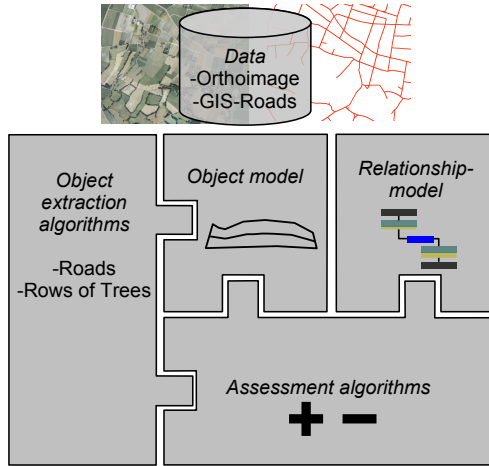 Data
-Orthoimage
-GIS-Roads
Object
extraction
algorithms
-Roads
-Rows of Trees
Object model
Relationship-
model
Assessment algorithms